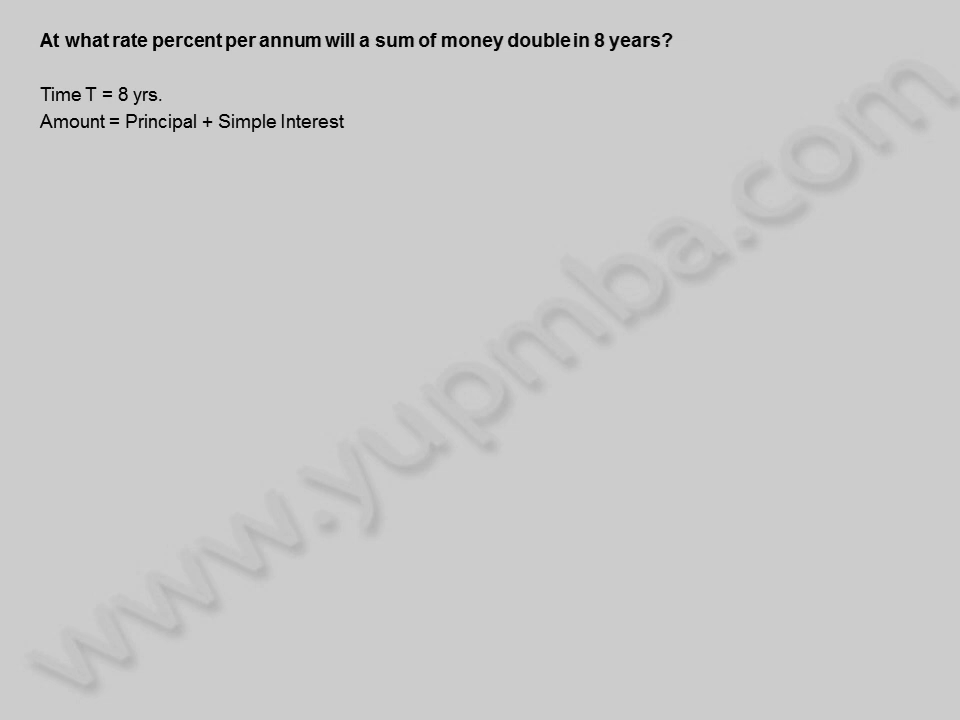 At what rate percent per annum will a sum of money double in 8 years?
Time T = 8 yrs.
Amount = Principal + Simple Interest
www.yupmba.com